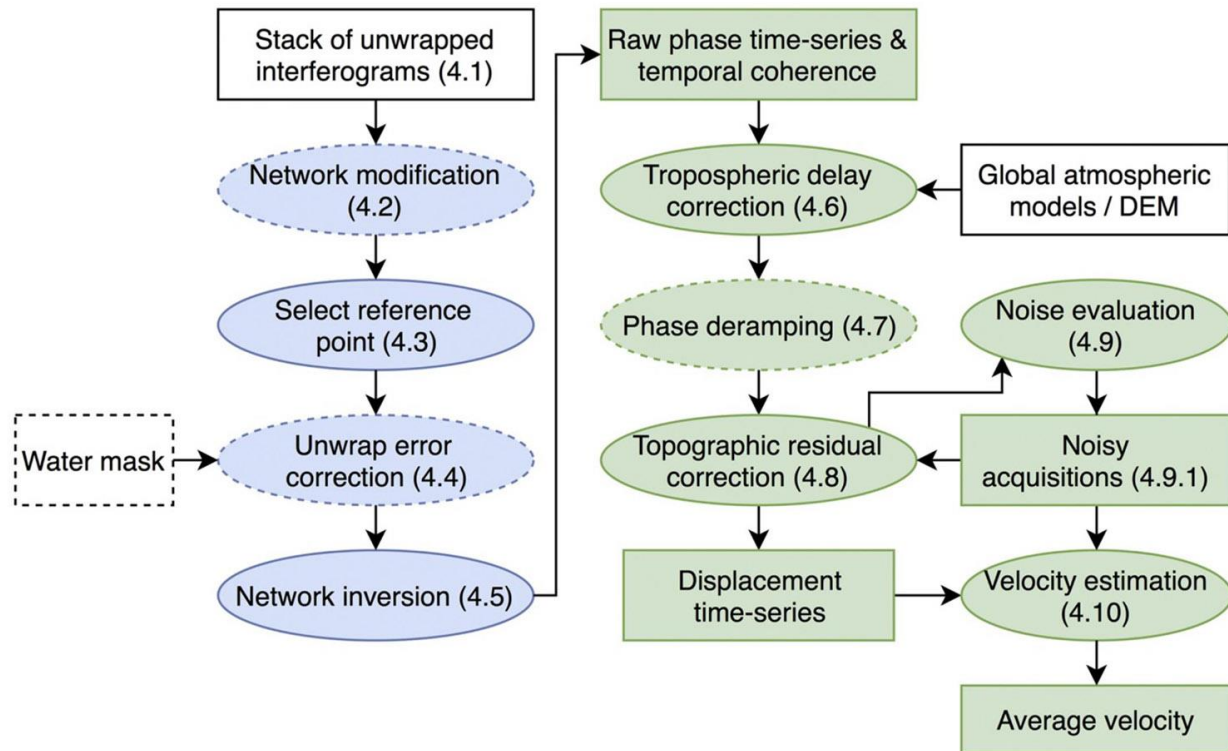 Stack of unwrapped
interferograms (4.1)
Network modification
(4.2)
Select reference
point (4.3)
Water mask
Unwrap error
correction (4.4)
Network inversion (4.5)
Raw phase time-series &
temporal coherence
Tropospheric delay
correction (4.6)
Global atmospheric
models / DEM
Phase deramping (4.7)
Noise evaluation
(4.9)
Topographic residual
correction (4.8)
Noisy
acquisitions (4.9.1)
Displacement
time-series
Velocity estimation
(4.10)
Average velocity